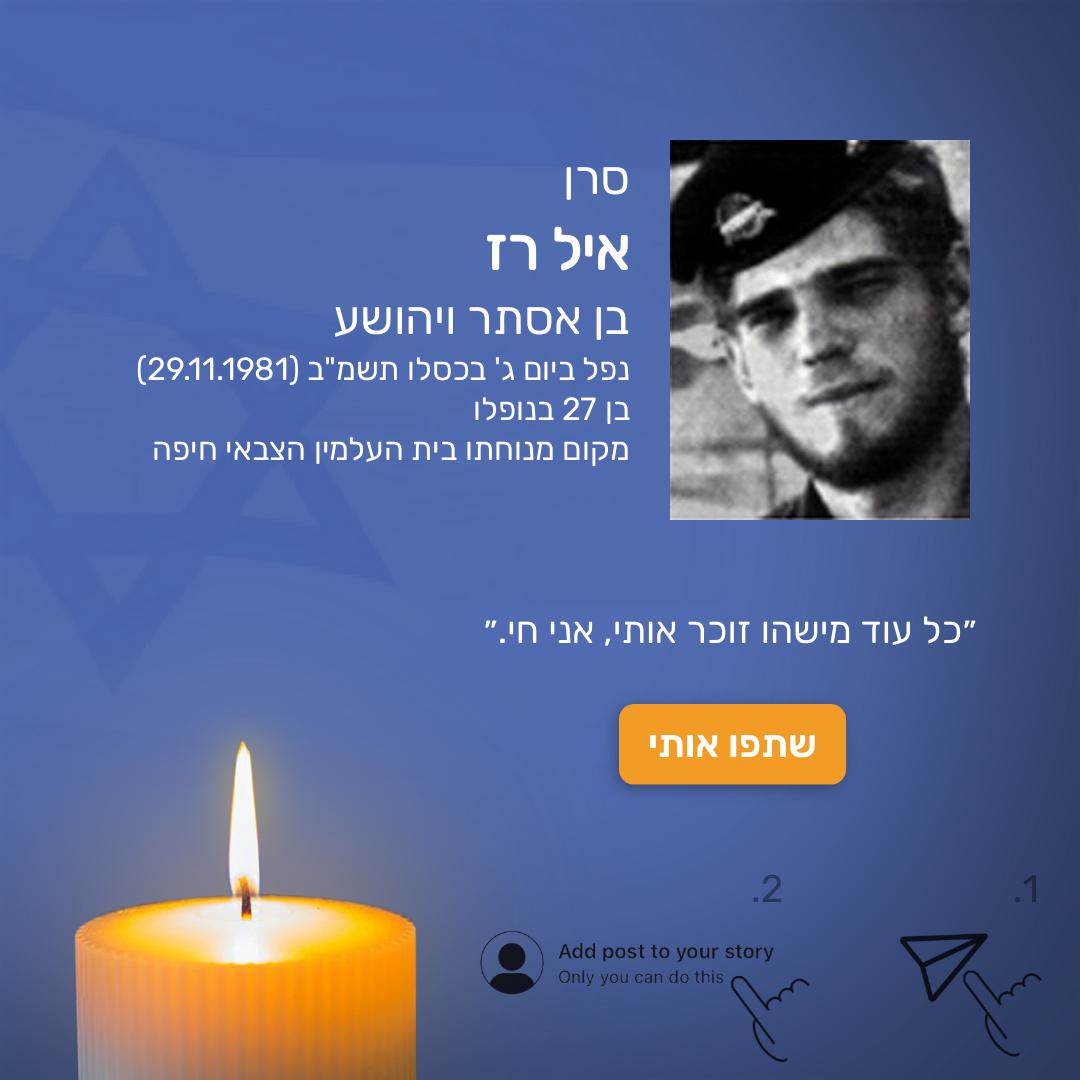 סרן
איל רז
בן אסתר ויהושע
נפל ביום ג' בכסלו תשמ"ב (29.11.1981)
בן 27 בנופלו
מקום מנוחתו בית העלמין הצבאי חיפה
״כל עוד מישהו זוכר אותי, אני חי.״
שתפו אותי
1.
2.
Add post to your story
Only you can do this